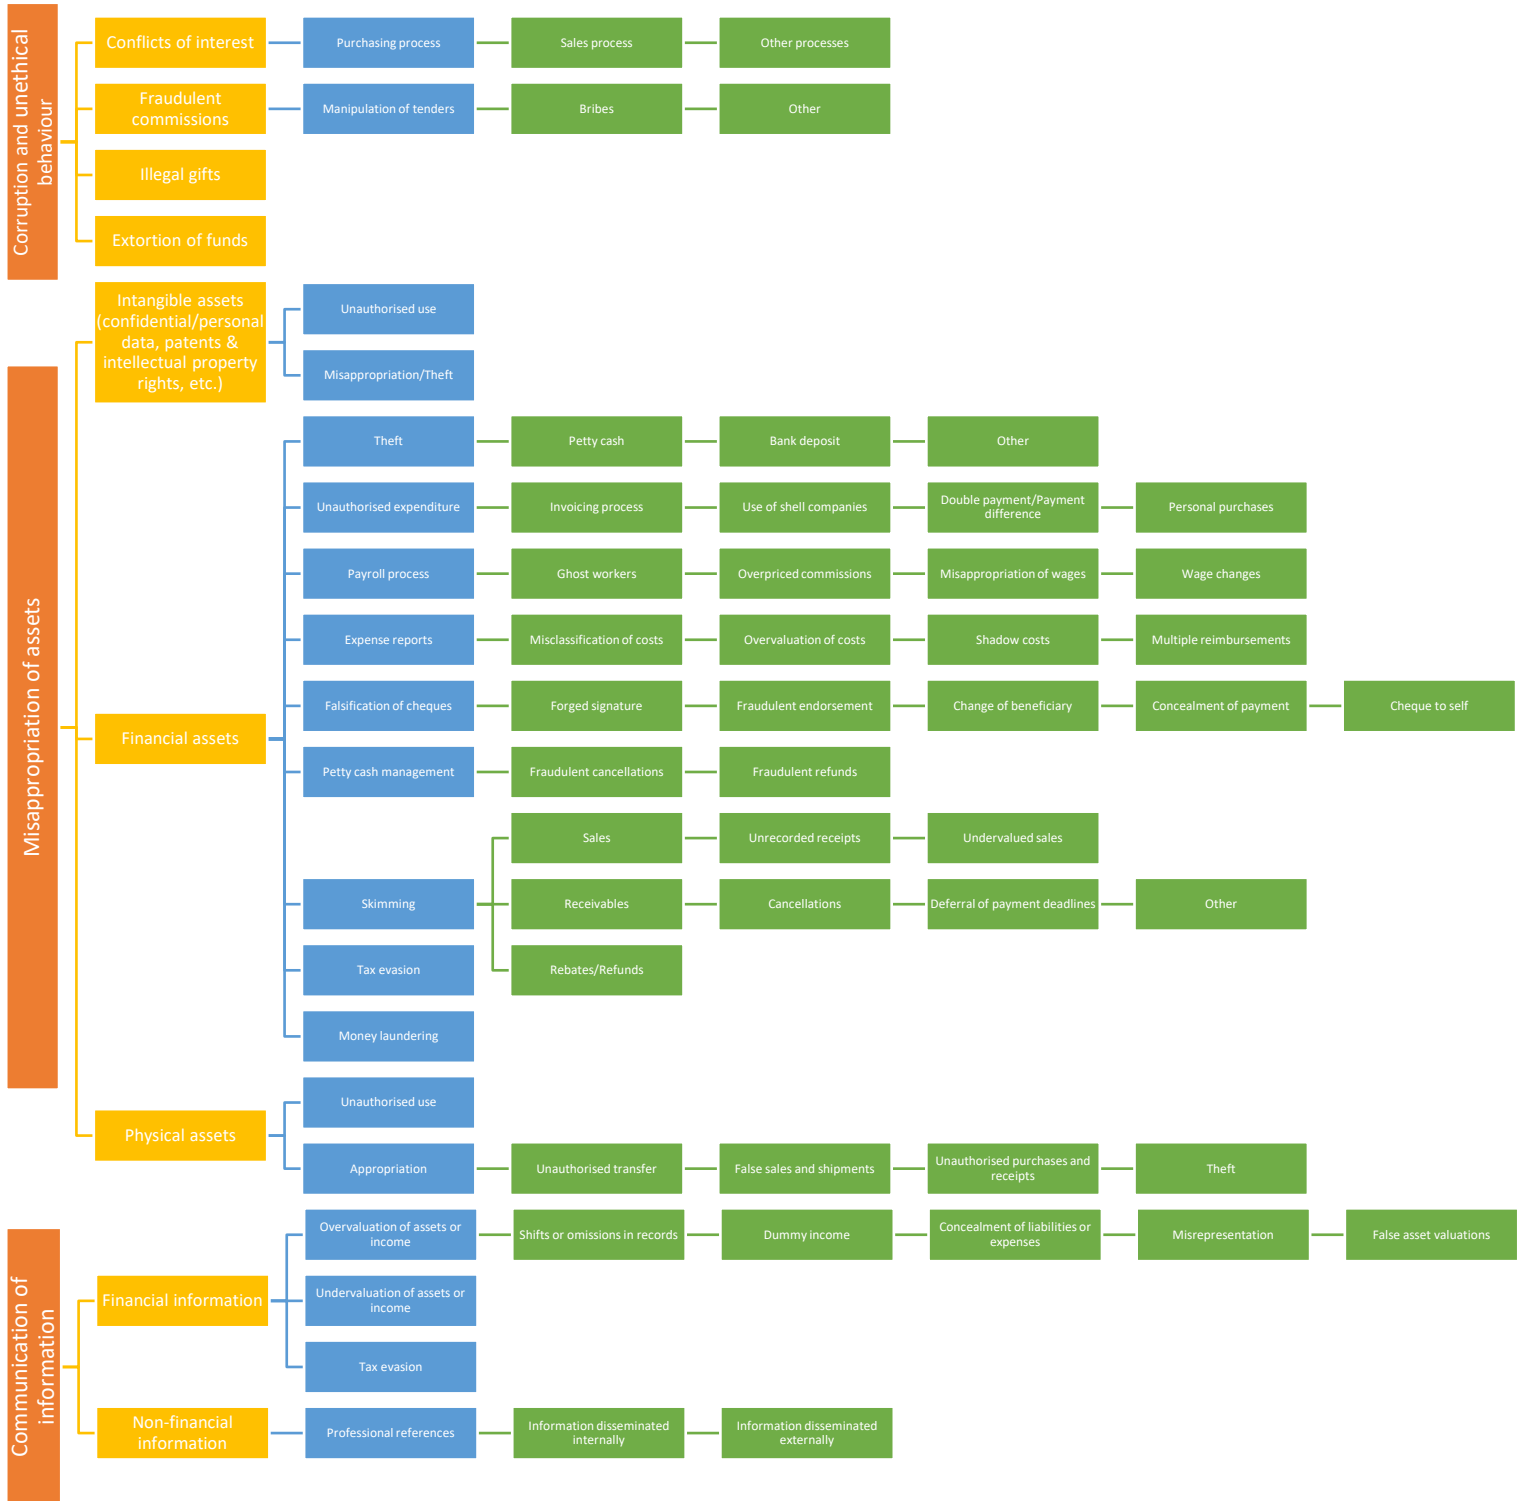 Corruption and unethical
behaviour
Conflicts of interest
Purchasing process
Sales process
Other processes
Fraudulent
commissions
Manipulation of tenders
Bribes
Other
Illegal gifts
Extortion of funds
Misappropriation of assets
Intangible assets
(confidential/personal
data, patents &
intellectual property
rights, etc.)
Unauthorised use
Misappropriation/Theft
Financial assets
Theft
Petty cash
Bank deposit
Other
Unauthorised expenditure
Invoicing process
Use of shell companies
Double payment/Payment
difference
Personal purchases
Payroll process
Ghost workers
Overpriced commissions
Misappropriation of wages
Wage changes
Expense reports
Misclassification of costs
Overvaluation of costs
Shadow costs
Multiple reimbursements
Falsification of cheques
Forged signature
Fraudulent endorsement
Change of beneficiary
Concealment of payment
Cheque to self
Petty cash management
Fraudulent cancellations
Fraudulent refunds
Skimming
Sales
Unrecorded receipts
Undervalued sales
Receivables
Cancellations
Deferral of payment deadlines
Other
Rebates/Refunds
Tax evasion
Money laundering
Physical assets
Unauthorised use
Appropriation
Unauthorised transfer
False sales and shipments
Unauthorised purchases and
receipts
Theft
Communication of
information
Financial information
Overvaluation of assets or
income
Shifts or omissions in records
Dummy income
Concealment of liabilities or
expenses
Misrepresentation
False asset valuations
Undervaluation of assets or
income
Tax evasion
Non-financial
information
Professional references
Information disseminated
internally
Information disseminated
externally